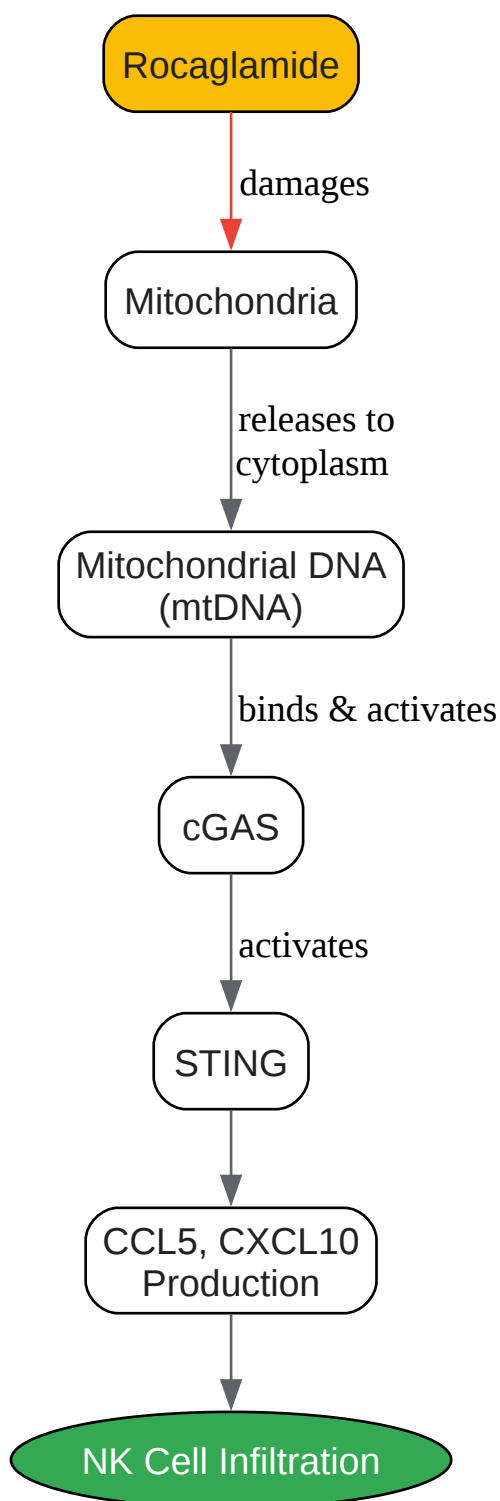 Rocaglamide
damages
Mitochondria
releases to
cytoplasm
Mitochondrial DNA
(mtDNA)
binds & activates
cGAS
activates
STING
CCL5, CXCL10
Production
NK Cell Infiltration